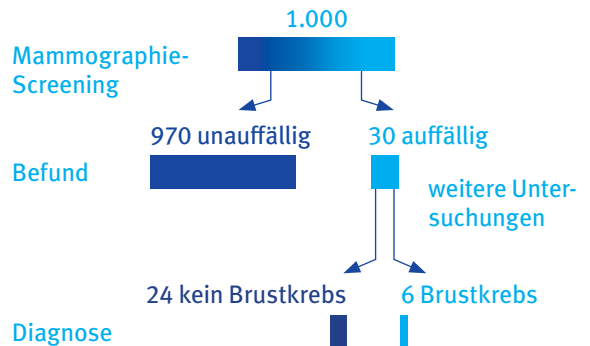 1.000
Mammographie-
Screening
970 unauffällig
30 auffällig
Befund
weitere Unter-
suchungen
24 kein Brustkrebs
6 Brustkrebs
Diagnose